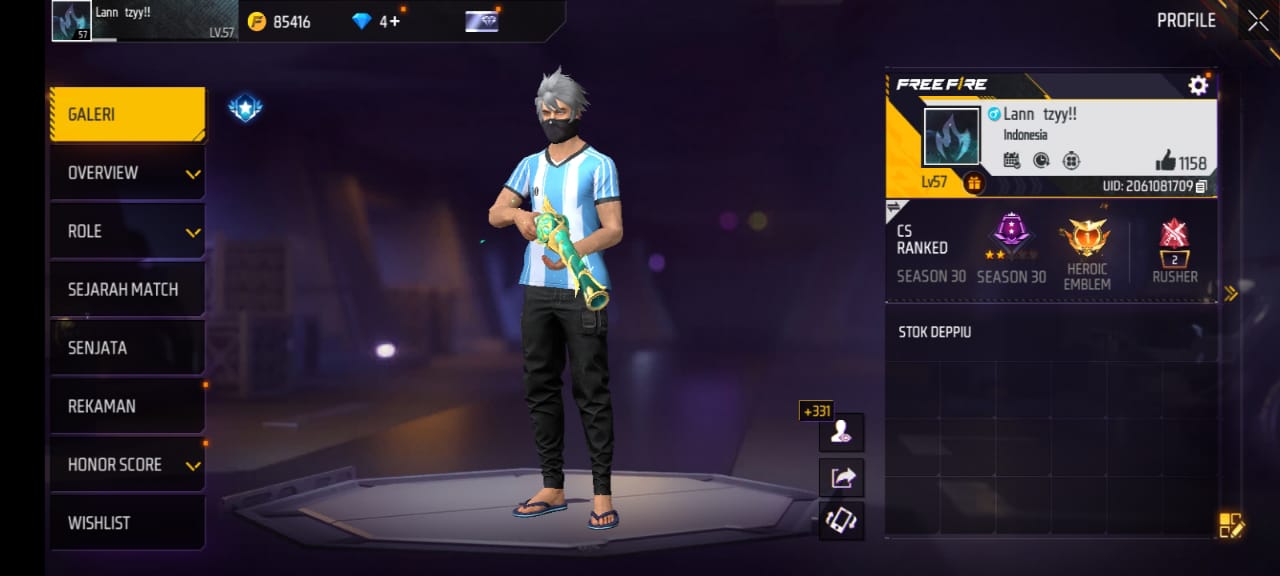 Lann tzyy!!
57
LV.57
85416
4+
PROFILE
GALERI
OVERVIEW
ROLE
SEJARAH MATCH
SENJATA
REKAMAN
HONOR SCORE
WISHLIST
+331
FREE FIRE
Lann tzyy!!
Indonesia
1158
Lv57
UID: 2061081709
CS
RANKED
SEASON 30
SEASON 30
HEROIC
EMBLEM
2
RUSHER
STOK DEPPIU